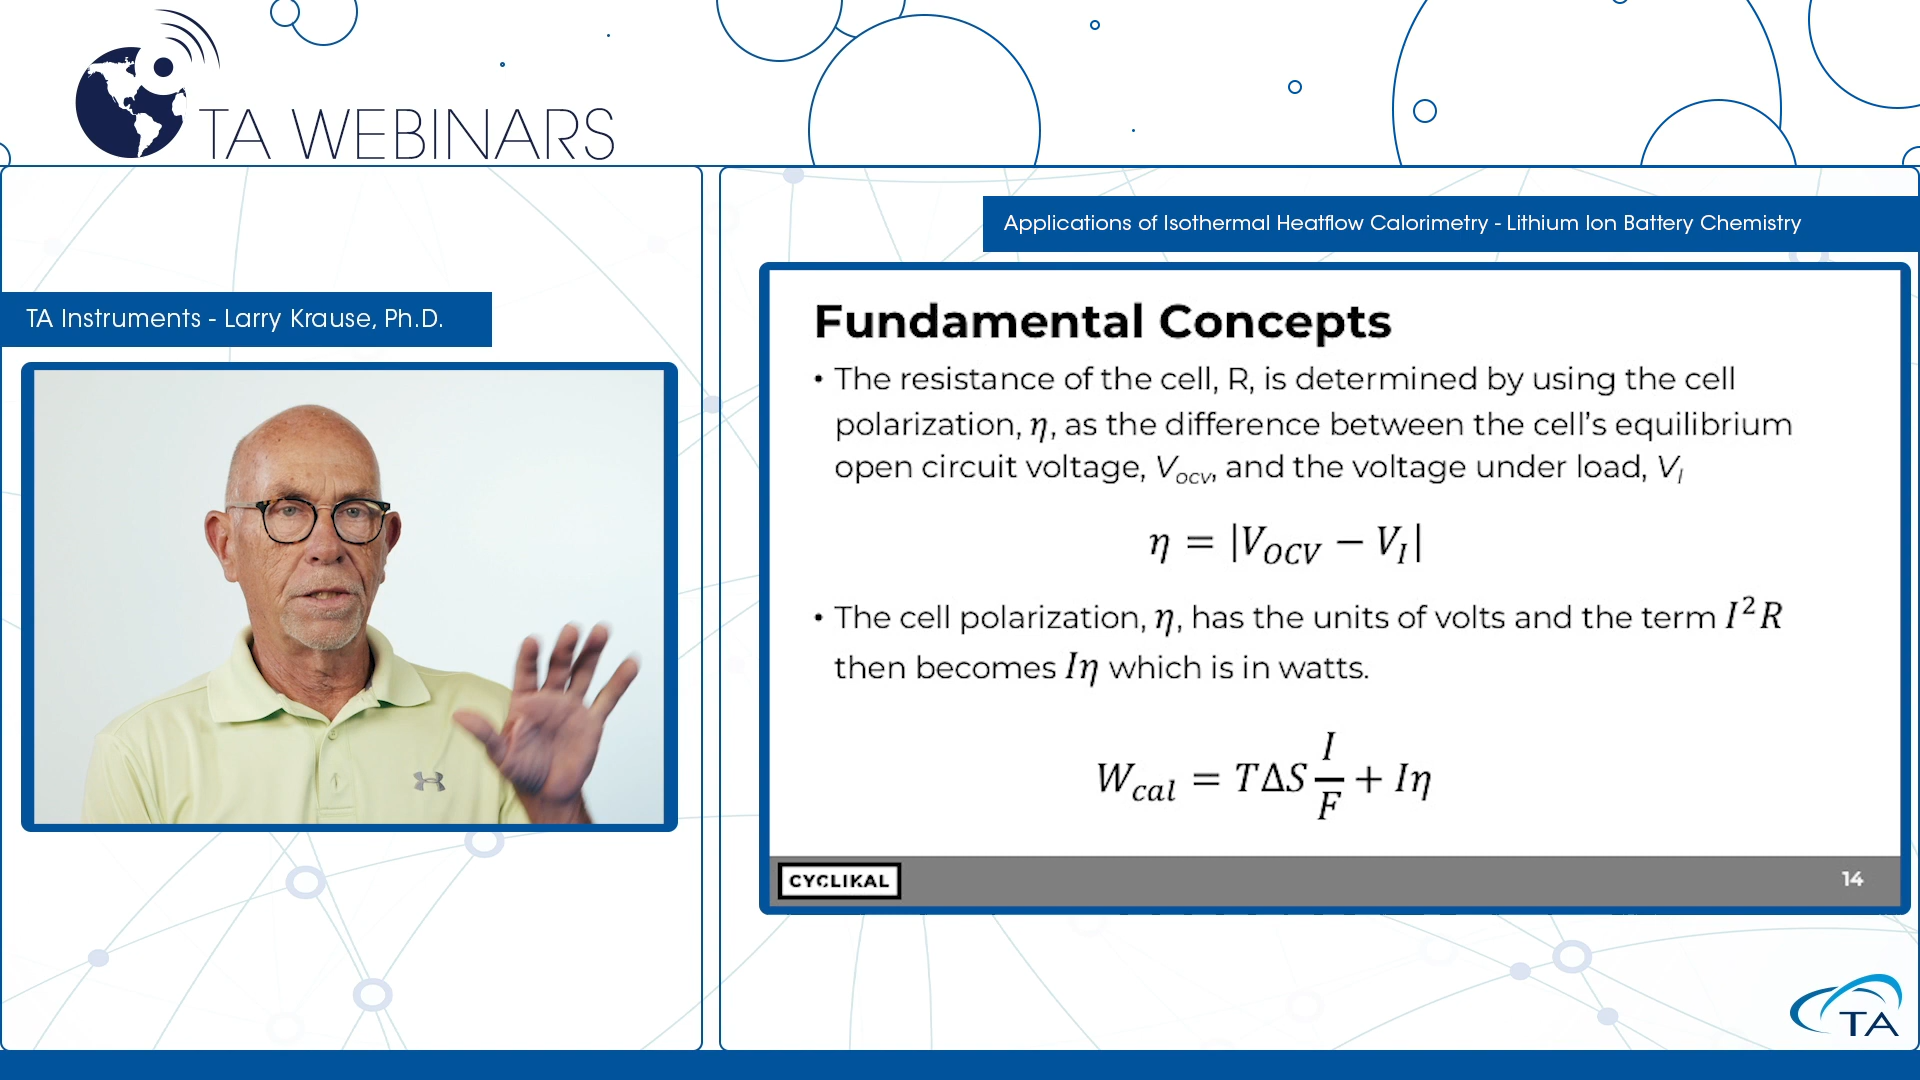 TA WEBINARS
TA Instruments - Larry Krause, Ph.D.
Applications of Isothermal Heatflow Calorimetry - Lithium Ion Battery Chemistry
Fundamental Concepts
• The resistance of the cell, R, is determined by using the cell
polarization, η, as the difference between the cell’s equilibrium
open circuit voltage, V_ocv, and the voltage under load, V_I
η = |V_OCV − V_I|
• The cell polarization, η, has the units of volts and the term I²R
then becomes Iη which is in watts.
W_cal = TΔS I/F + Iη
CYCLIKAL
14
TA